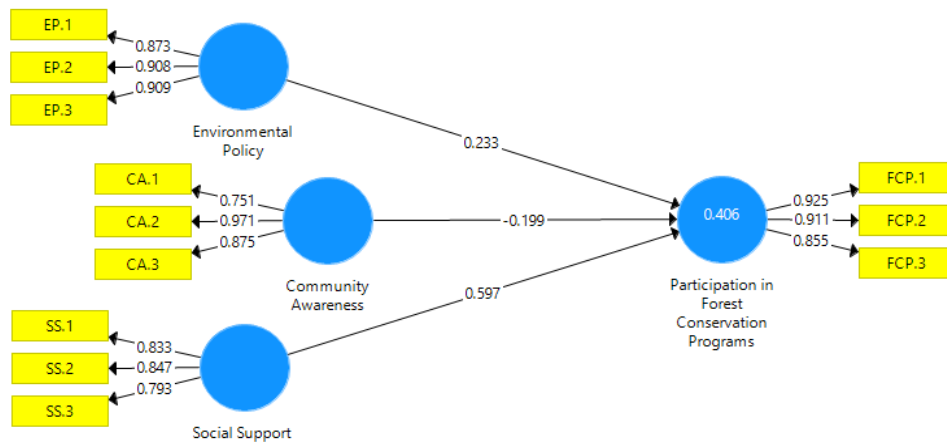 EP.1
0.873
EP.2
0.908
EP.3
0.909
Environmental
Policy
0.233
CA.1
0.751
CA.2
0.971
CA.3
0.875
Community
Awareness
-0.199
SS.1
0.833
SS.2
0.847
SS.3
0.793
Social Support
0.597
0.406
Participation in
Forest
Conservation
Programs
FCP.1
0.925
FCP.2
0.911
FCP.3
0.855